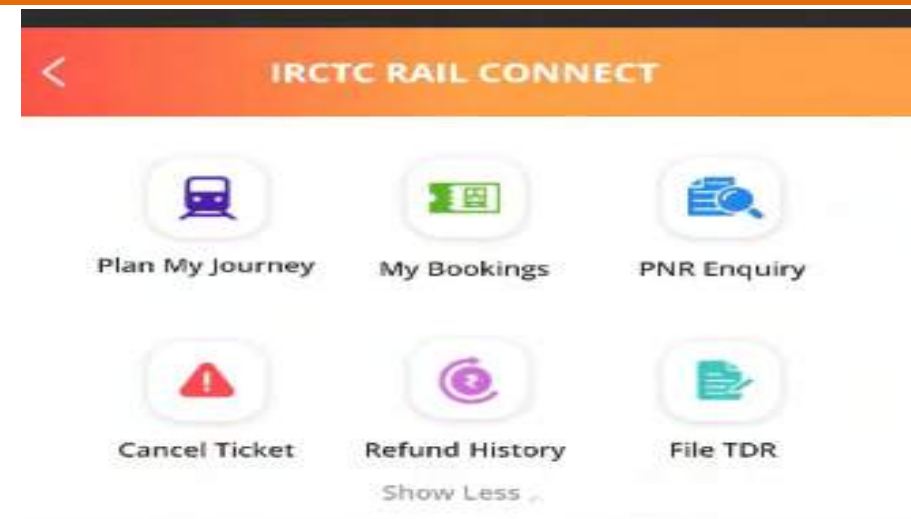 IRCTC RAIL CONNECT
Plan My Journey My Bookings PNR Enquiry
Cancel Ticket Refund History File TDR
Show Less